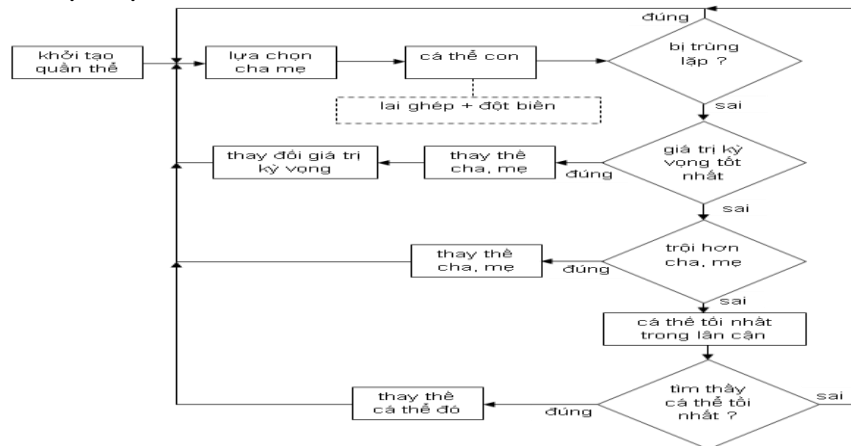 đúng
khởi tạo
quần thể
lựa chọn
cha mẹ
cá thể con
bị trùng
lặp ?
lai ghép + đột biến
sai
giá trị kỳ
vọng tốt
nhất
đúng
thay thế
cha, mẹ
thay đổi giá trị
kỳ vọng
sai
trội hơn
cha, mẹ
đúng
thay thế
cha, mẹ
sai
cá thể tồi nhất
trong lân cận
tìm thấy
cá thể tồi
nhất ?
sai
đúng
thay thế
cá thể đó